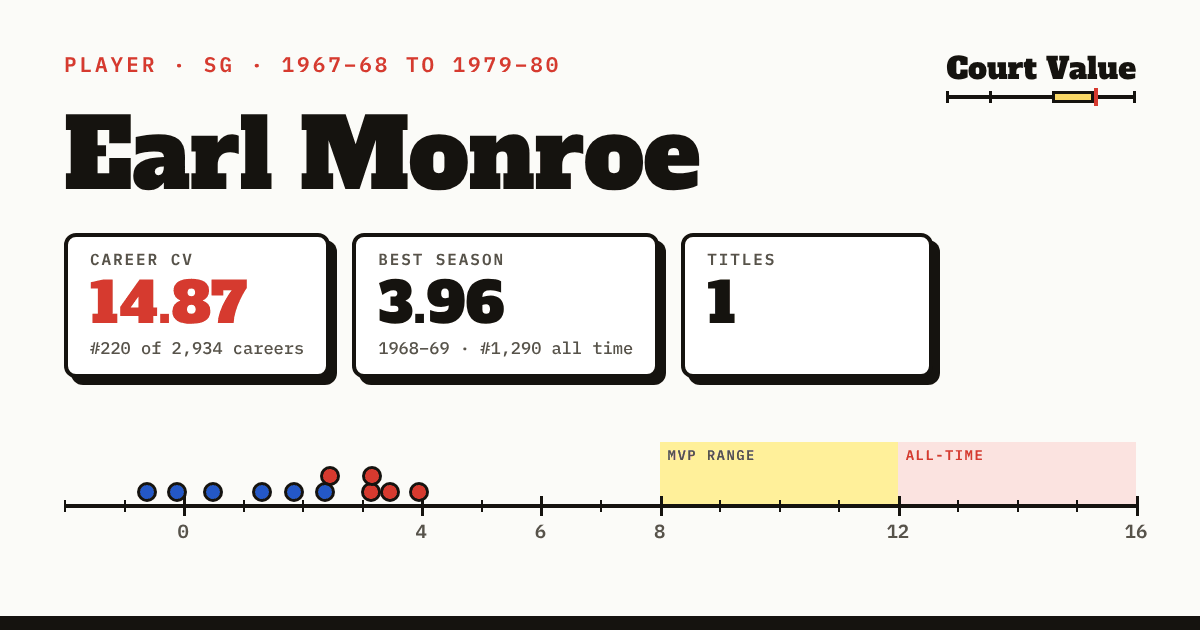 PLAYER · SG · 1967–68 TO 1979–80
Court Value
Earl Monroe
CAREER CV
14.87
#220 of 2,934 careers
BEST SEASON
3.96
1968–69 · #1,290 all time
TITLES
1
MVP RANGE
ALL-TIME
0 4 6 8 12 16